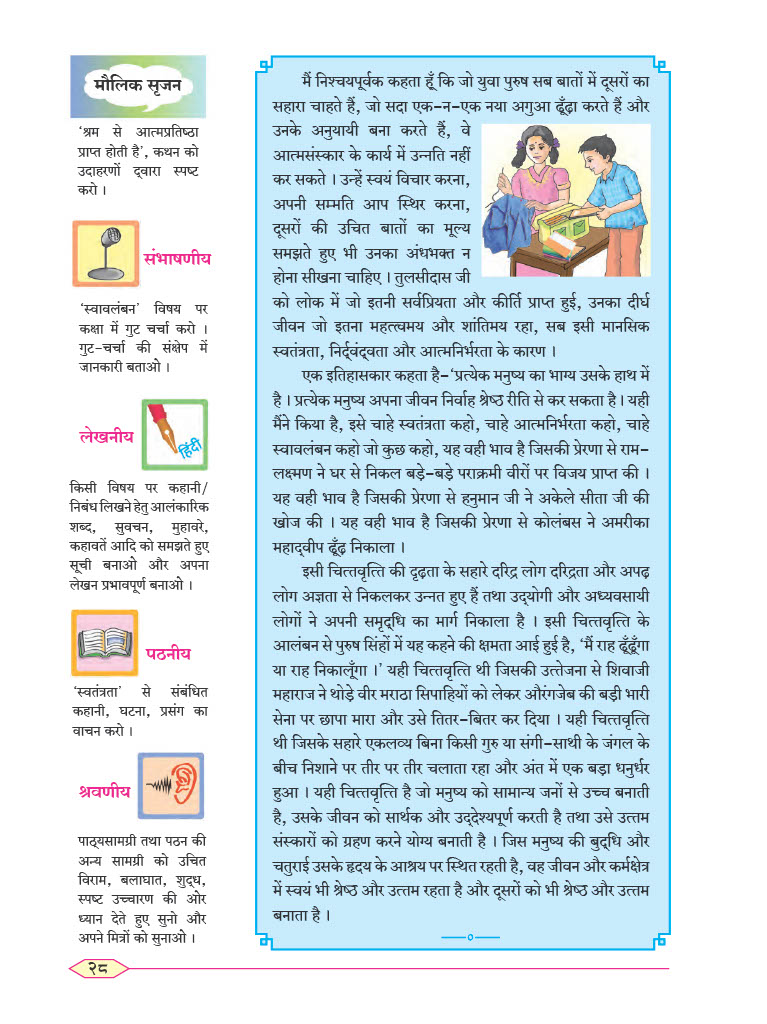 मौलिक सृजन
‘श्रम से आत्मप्रतिष्ठा
प्राप्त होती है’, कथन को
उदाहरणों द्‌वारा स्पष्ट
करो ।
संभाषणीय
‘स्वावलंबन’ विषय पर
कक्षा में गुट चर्चा करो ।
गुट-चर्चा की संक्षेप में
जानकारी बताओ ।
लेखनीय
हिंदी
किसी विषय पर कहानी/
निबंध लिखने हेतु आलंकारिक
शब्द, सुवचन, मुहावरे,
कहावतें आदि को समझते हुए
सूची बनाओ और अपना
लेखन प्रभावपूर्ण बनाओ ।
पठनीय
‘स्वतंत्रता’ से संबंधित
कहानी, घटना, प्रसंग का
वाचन करो ।
श्रवणीय
पाठ्यसामग्री तथा पठन की
अन्य सामग्री को उचित
विराम, बलाघात, शुद्ध,
स्पष्ट उच्चारण की ओर
ध्यान देते हुए सुनो और
अपने मित्रों को सुनाओ ।
मैं निश्चयपूर्वक कहता हूँ कि जो युवा पुरुष सब बातों में दूसरों का
सहारा चाहते हैं, जो सदा एक-न-एक नया अगुआ ढूँढ़ा करते हैं और
उनके अनुयायी बना करते हैं, वे
आत्मसंस्कार के कार्य में उन्नति नहीं
कर सकते । उन्हें स्वयं विचार करना,
अपनी सम्मति आप स्थिर करना,
दूसरों की उचित बातों का मूल्य
समझते हुए भी उनका अंधभक्त न
होना सीखना चाहिए । तुलसीदास जी
को लोक में जो इतनी सर्वप्रियता और कीर्ति प्राप्त हुई, उनका दीर्घ
जीवन जो इतना महत्त्वमय और शांतिमय रहा, सब इसी मानसिक
स्वतंत्रता, निर्द्‌वंद्‌वता और आत्मनिर्भरता के कारण ।
एक इतिहासकार कहता है-‘प्रत्येक मनुष्य का भाग्य उसके हाथ में
है । प्रत्येक मनुष्य अपना जीवन निर्वाह श्रेष्ठ रीति से कर सकता है । यही
मैंने किया है, इसे चाहे स्वतंत्रता कहो, चाहे आत्मनिर्भरता कहो, चाहे
स्वावलंबन कहो जो कुछ कहो, यह वही भाव है जिसकी प्रेरणा से राम-
लक्ष्मण ने घर से निकल बड़े-बड़े पराक्रमी वीरों पर विजय प्राप्त की ।
यह वही भाव है जिसकी प्रेरणा से हनुमान जी ने अकेले सीता जी की
खोज की । यह वही भाव है जिसकी प्रेरणा से कोलंबस ने अमरीका
महाद्‌वीप ढूँढ़ निकाला ।
इसी चित्तवृत्ति की दृढ़ता के सहारे दरिद्र लोग दरिद्रता और अपढ़
लोग अज्ञता से निकलकर उन्नत हुए हैं तथा उद्‌योगी और अध्यवसायी
लोगों ने अपनी समृद्‌धि का मार्ग निकाला है । इसी चित्तवृत्ति के
आलंबन से पुरुष सिंहों में यह कहने की क्षमता आई हुई है, ‘मैं राह ढूँढूँगा
या राह निकालूँगा ।’ यही चित्तवृत्ति थी जिसकी उत्तेजना से शिवाजी
महाराज ने थोड़े वीर मराठा सिपाहियों को लेकर औरंगजेब की बड़ी भारी
सेना पर छापा मारा और उसे तितर-बितर कर दिया । यही चित्तवृत्ति
थी जिसके सहारे एकलव्य बिना किसी गुरु या संगी-साथी के जंगल के
बीच निशाने पर तीर पर तीर चलाता रहा और अंत में एक बड़ा धनुर्धर
हुआ । यही चित्तवृत्ति है जो मनुष्य को सामान्य जनों से उच्च बनाती
है, उसके जीवन को सार्थक और उद्‌देश्यपूर्ण करती है तथा उसे उत्तम
संस्कारों को ग्रहण करने योग्य बनाती है । जिस मनुष्य की बुद्‌धि और
चतुराई उसके हृदय के आश्रय पर स्थित रहती है, वह जीवन और कर्मक्षेत्र
में स्वयं भी श्रेष्ठ और उत्तम रहता है और दूसरों को भी श्रेष्ठ और उत्तम
बनाता है ।
२८